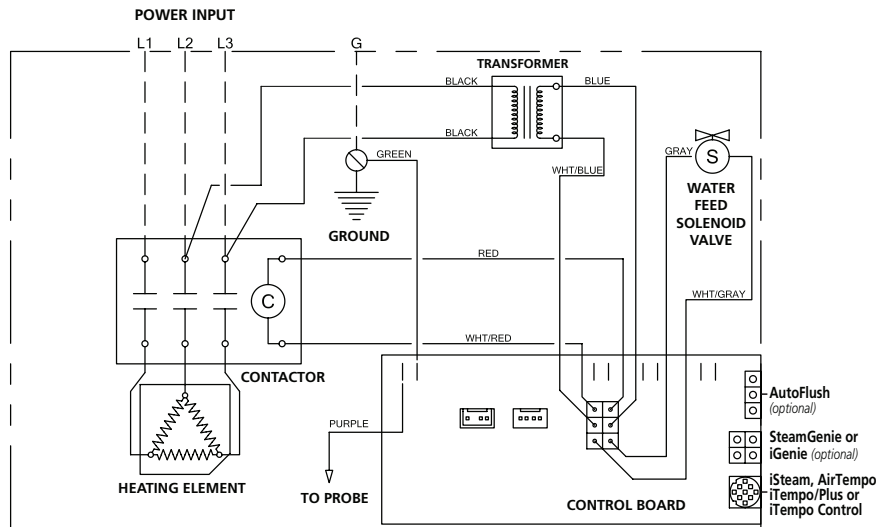 POWER INPUT
L1 L2 L3 G
TRANSFORMER
BLACK
BLUE
BLACK
GREEN
GRAY
S
WHT/BLUE
WATER
FEED
SOLENOID
VALVE
GROUND
RED
C
WHT/GRAY
WHT/RED
CONTACTOR
AutoFlush
(optional)
PURPLE
SteamGenie or
iGenie (optional)
HEATING ELEMENT
TO PROBE
CONTROL BOARD
iSteam, AirTempo
iTempo/Plus or
iTempo Control